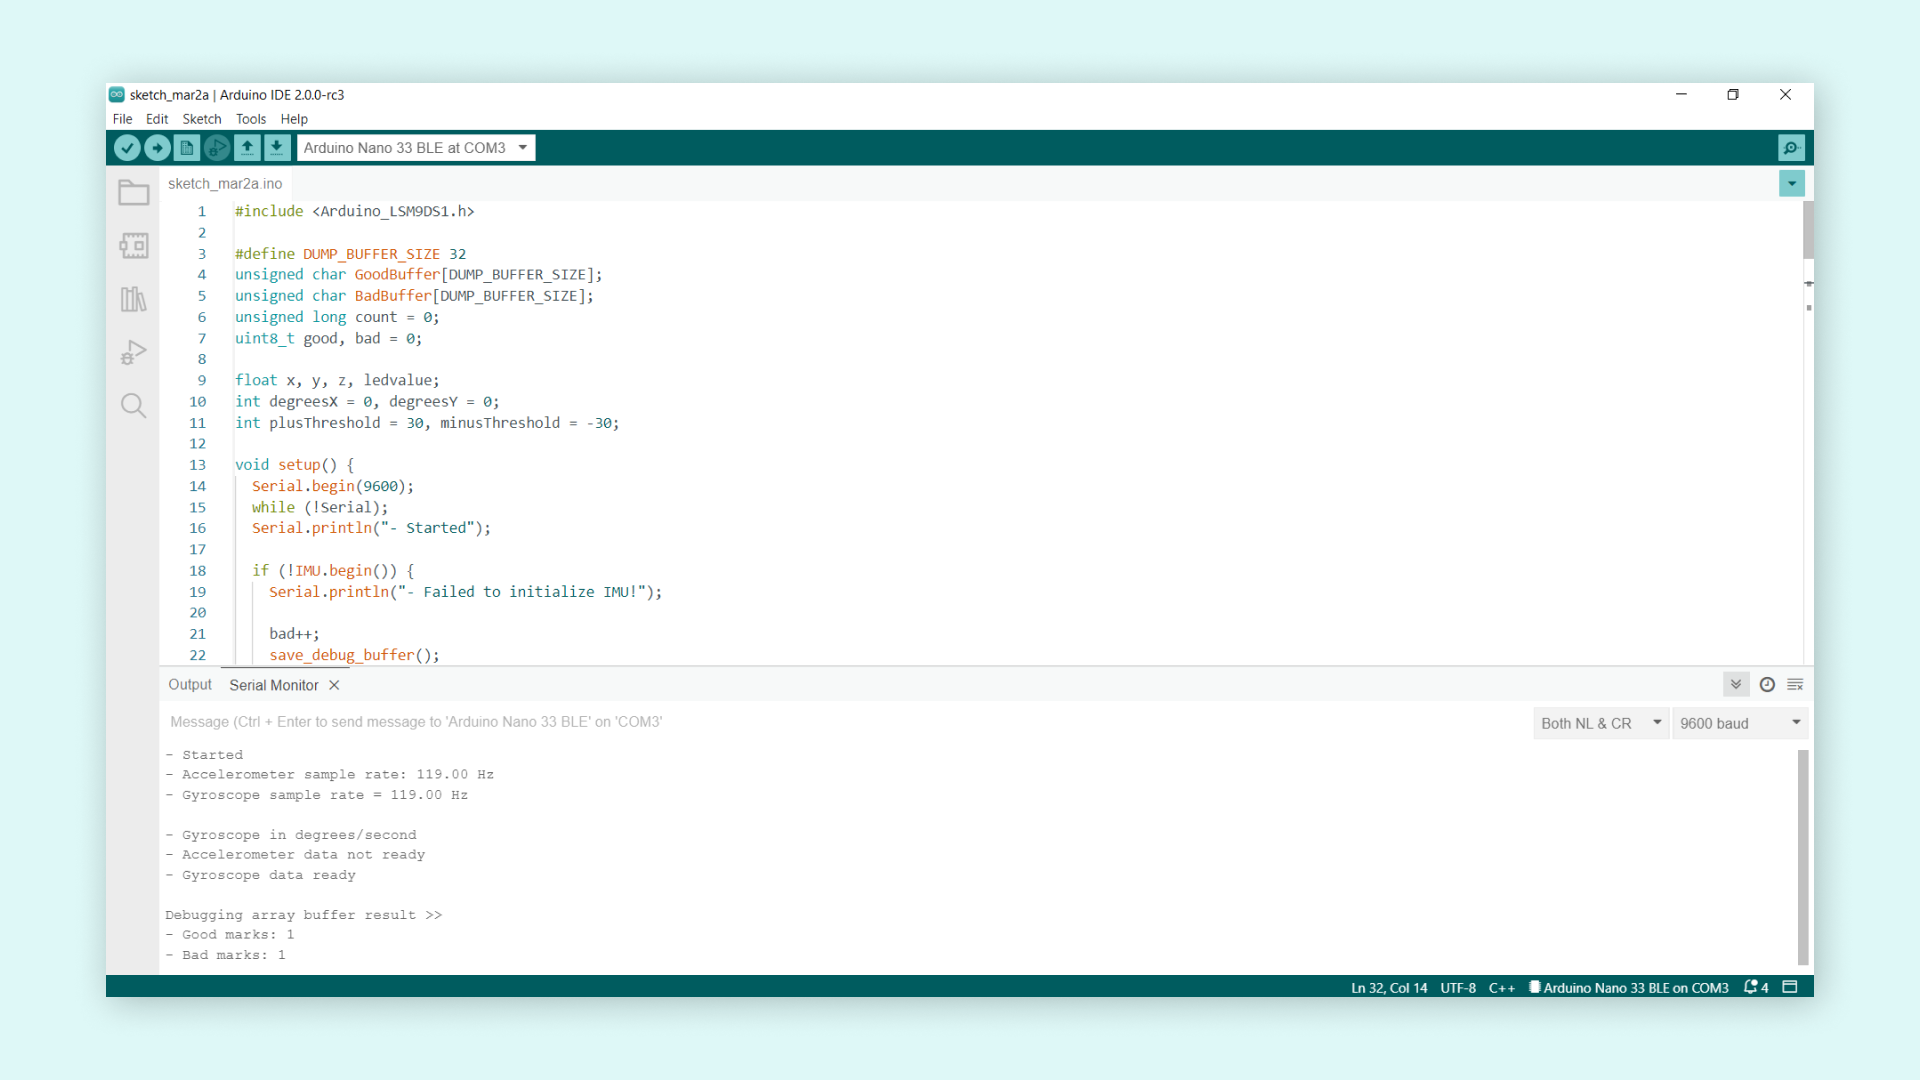 sketch_mar2a | Arduino IDE 2.0.0-rc3
File Edit Sketch Tools Help
Arduino Nano 33 BLE at COM3
sketch_mar2a.ino
1 #include <Arduino_LSM9DS1.h>
2
3 #define DUMP_BUFFER_SIZE 32
4 unsigned char GoodBuffer[DUMP_BUFFER_SIZE];
5 unsigned char BadBuffer[DUMP_BUFFER_SIZE];
6 unsigned long count = 0;
7 uint8_t good, bad = 0;
8
9 float x, y, z, ledvalue;
10 int degreesX = 0, degreesY = 0;
11 int plusThreshold = 30, minusThreshold = -30;
12
13 void setup() {
14 Serial.begin(9600);
15 while (!Serial);
16 Serial.println("- Started");
17
18 if (!IMU.begin()) {
19 Serial.println("- Failed to initialize IMU!");
20
21 bad++;
22 save_debug_buffer();
Output Serial Monitor
Message (Ctrl + Enter to send message to 'Arduino Nano 33 BLE' on 'COM3'
Both NL & CR 9600 baud
- Started
- Accelerometer sample rate: 119.00 Hz
- Gyroscope sample rate = 119.00 Hz
- Gyroscope in degrees/second
- Accelerometer data not ready
- Gyroscope data ready
Debugging array buffer result >>
- Good marks: 1
- Bad marks: 1
Ln 32, Col 14 UTF-8 C++ Arduino Nano 33 BLE on COM3 4